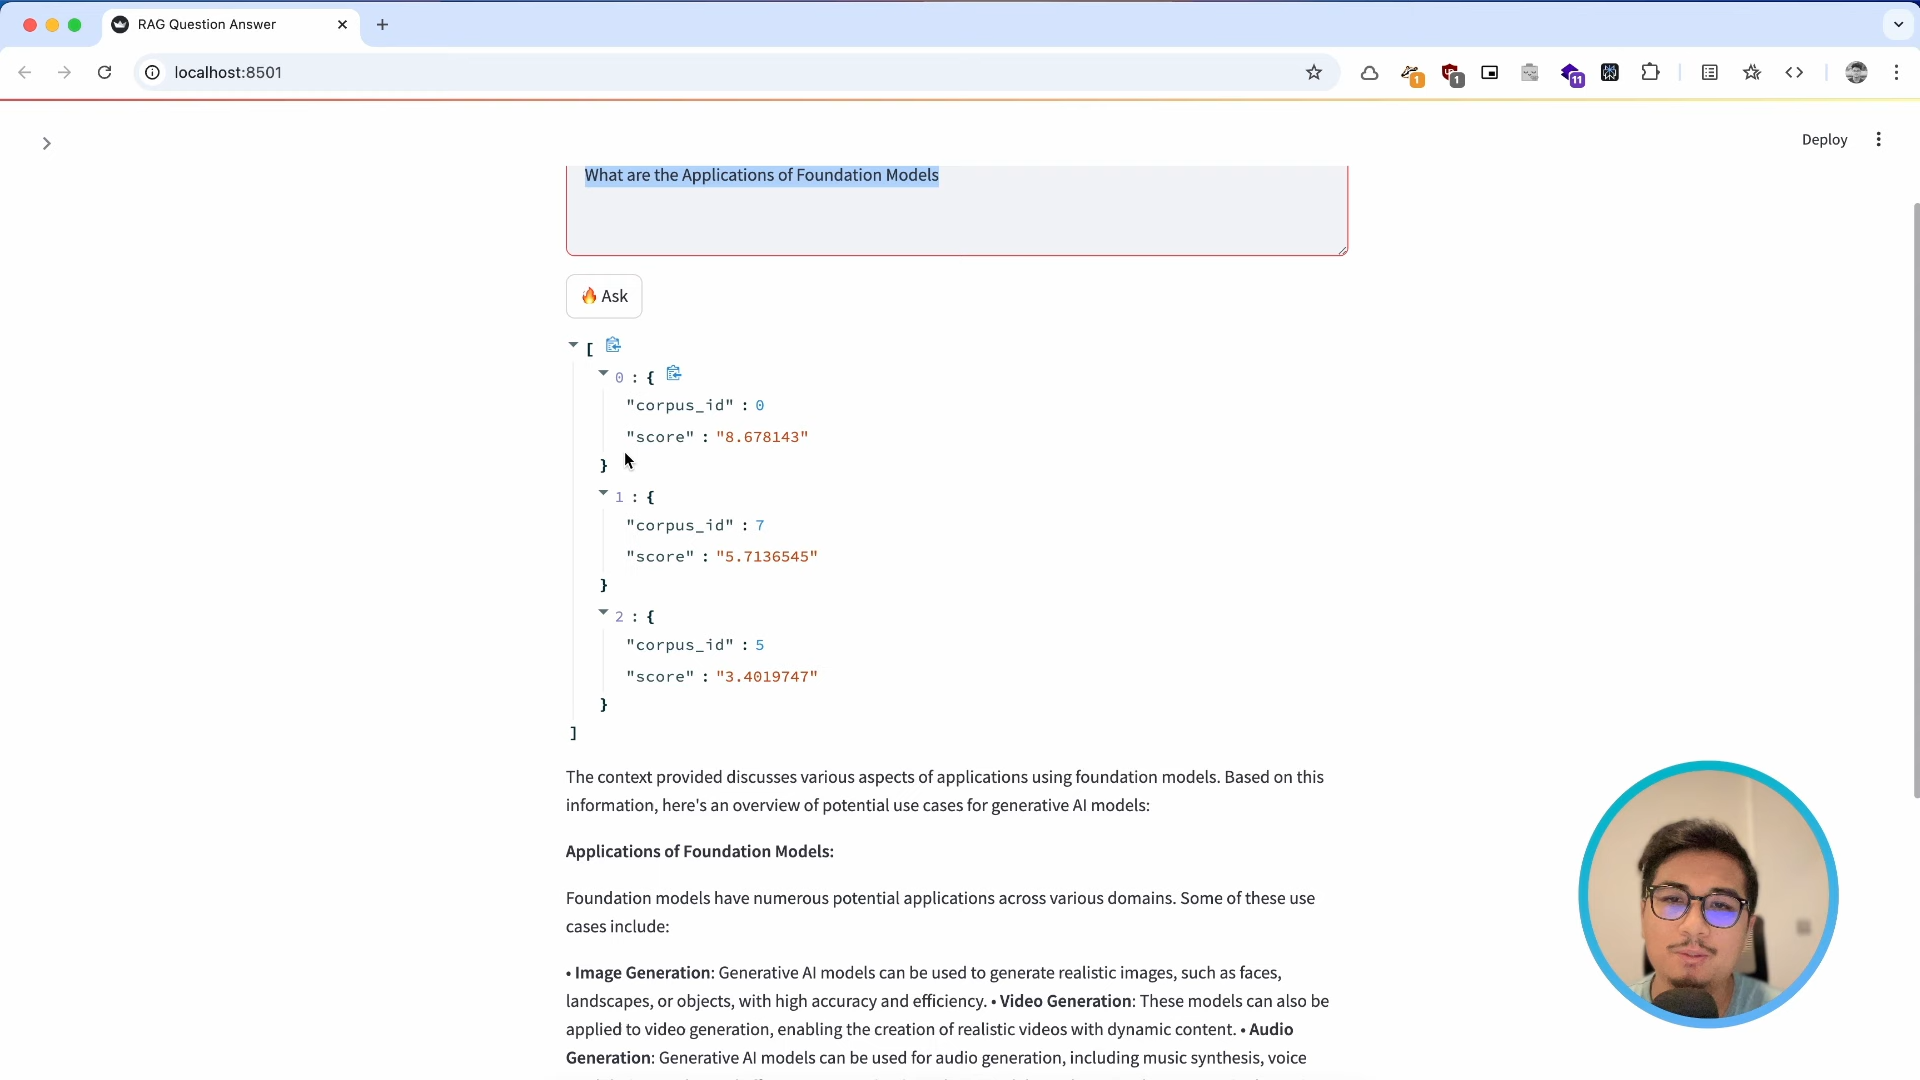 RAG Question Answer
localhost:8501
1
1
11
Deploy
What are the Applications of Foundation Models
🔥 Ask
[
0 : {
"corpus_id" : 0
"score" : "8.678143"
}
1 : {
"corpus_id" : 7
"score" : "5.7136545"
}
2 : {
"corpus_id" : 5
"score" : "3.4019747"
}
]
The context provided discusses various aspects of applications using foundation models. Based on this
information, here's an overview of potential use cases for generative AI models:
Applications of Foundation Models:
Foundation models have numerous potential applications across various domains. Some of these use
cases include:
• Image Generation: Generative AI models can be used to generate realistic images, such as faces,
landscapes, or objects, with high accuracy and efficiency. • Video Generation: These models can also be
applied to video generation, enabling the creation of realistic videos with dynamic content. • Audio
Generation: Generative AI models can be used for audio generation, including music synthesis, voice